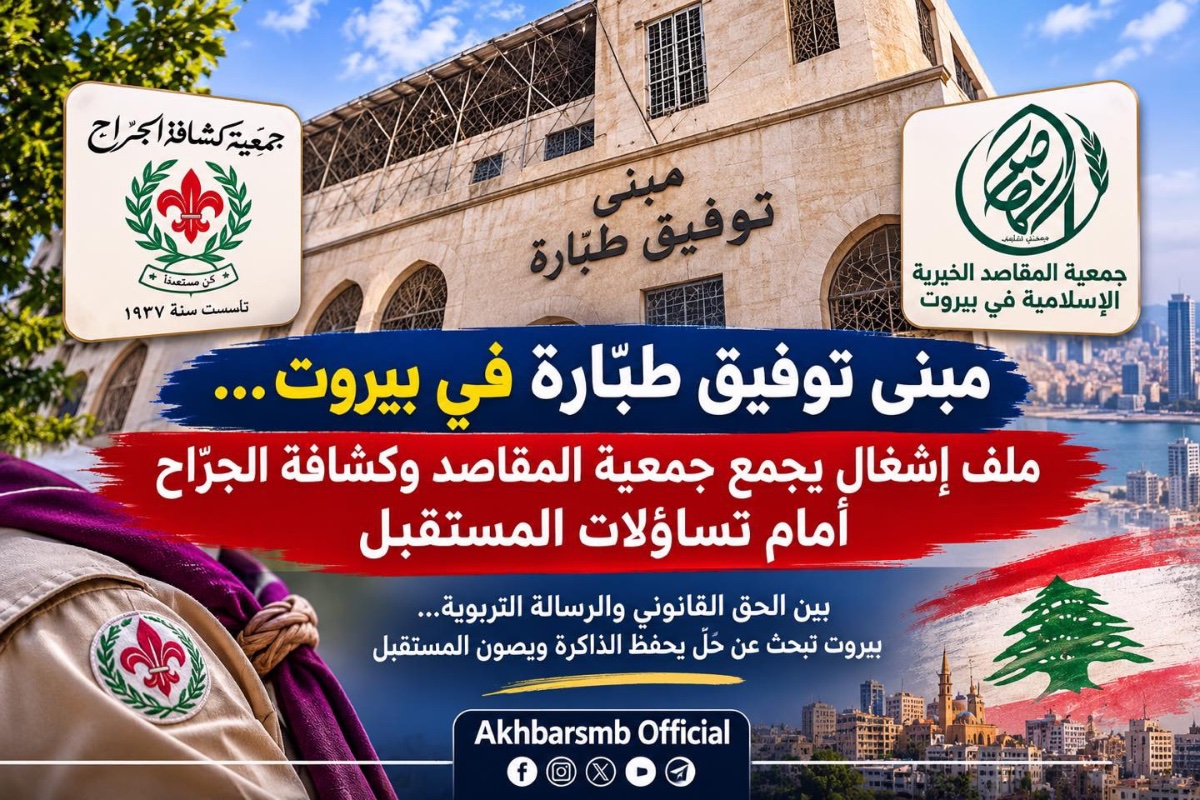 جمعية كشافة الجرّاح
كن مستعداً
تأسست سنة ١٩٣٧
مبنى
توفيق طبّارة
المقاصد
جمعية المقاصد الخيرية
الإسلامية في بيروت
مبنى توفيق طبّارة في بيروت...
ملف إشغال يجمع جمعية المقاصد وكشافة الجرّاح
أمام تساؤلات المستقبل
بين الحق القانوني والرسالة التربوية...
بيروت تبحث عن حَلّ يحفظ الذاكرة ويصون المستقبل
Akhbarsmb Official